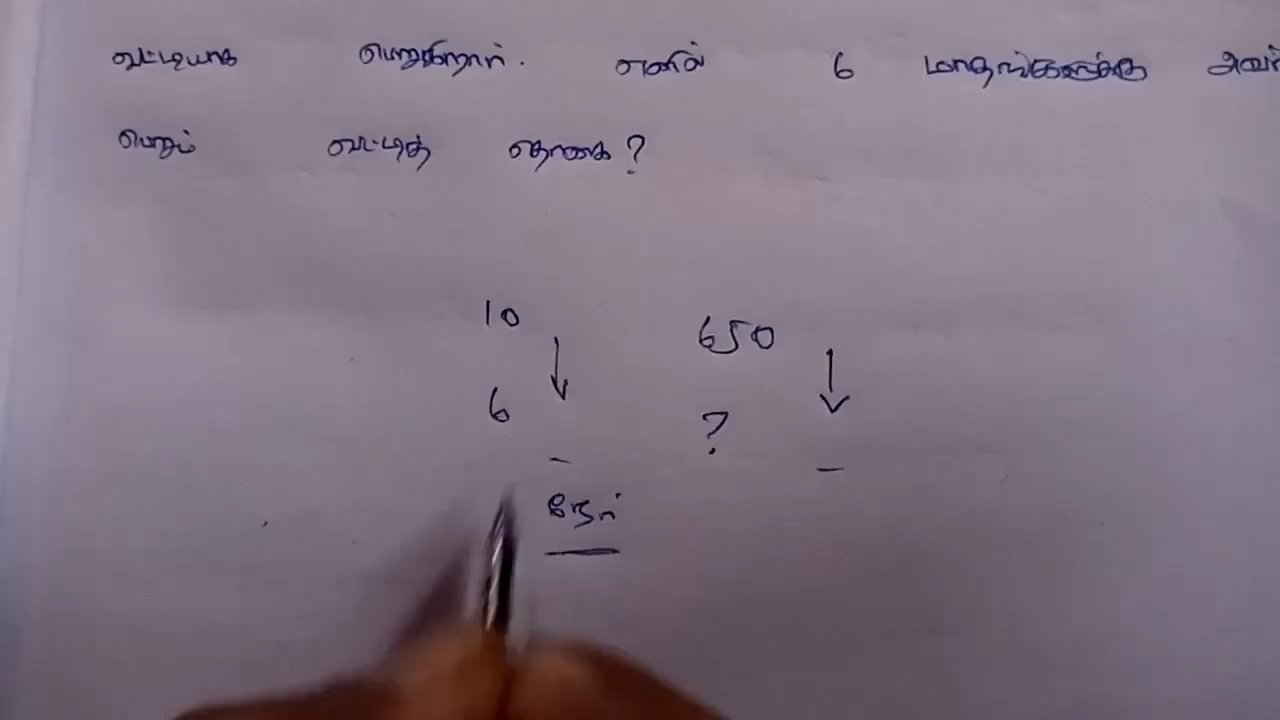 வட்டியாக பெறுகிறார். எனில் 6 மாதங்களுக்கு அவர்
பெறும் வட்டித் தொகை?
10 650
6 ?
நேர்